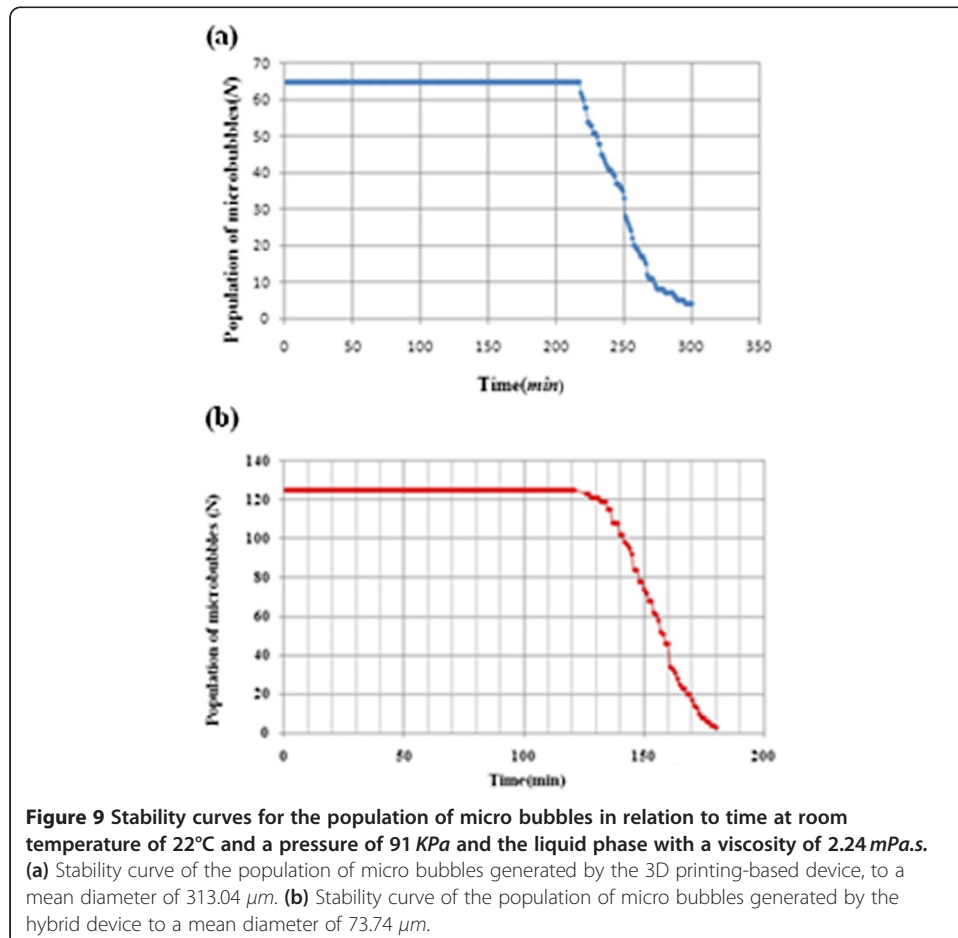 (a)
70
60
50
40
30
20
10
0
Population of microbubbles(N)
0 50 100 150 200 250 300 350
Time(min)
(b)
140
120
100
80
60
40
20
0
Population of microbubbles (N)
0 50 100 150 200
Time(min)
Figure 9 Stability curves for the population of micro bubbles in relation to time at room
temperature of 22°C and a pressure of 91 KPa and the liquid phase with a viscosity of 2.24 mPa.s.
(a) Stability curve of the population of micro bubbles generated by the 3D printing-based device, to a
mean diameter of 313.04 μm. (b) Stability curve of the population of micro bubbles generated by the
hybrid device to a mean diameter of 73.74 μm.